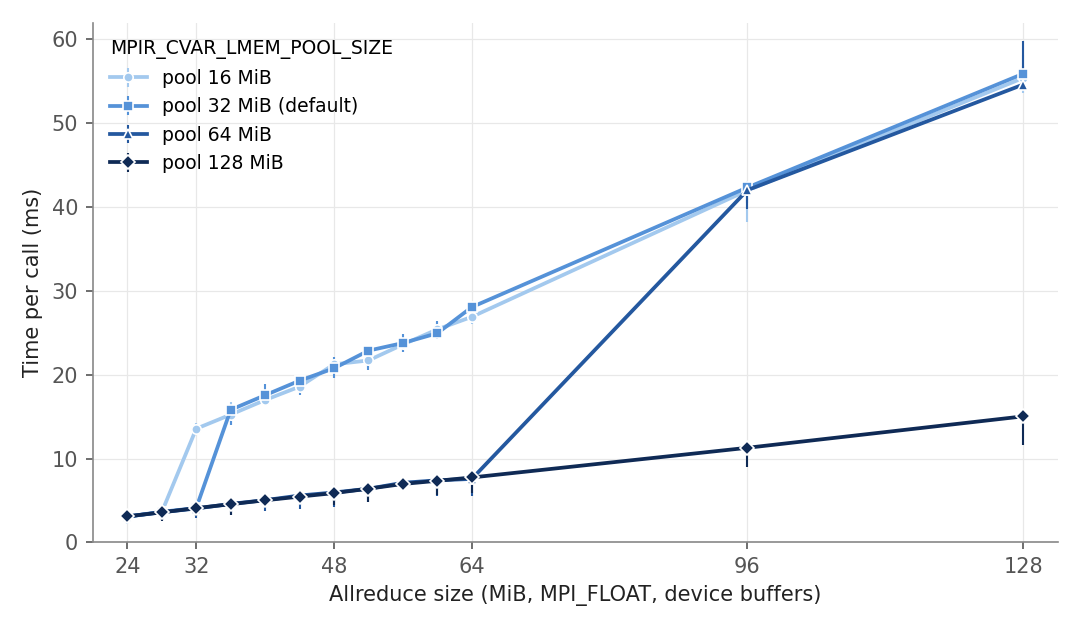 MPIR_CVAR_LMEM_POOL_SIZE
pool 16 MiB
pool 32 MiB (default)
pool 64 MiB
pool 128 MiB
Time per call (ms)
60
50
40
30
20
10
0
24 32 48 64 96 128
Allreduce size (MiB, MPI_FLOAT, device buffers)